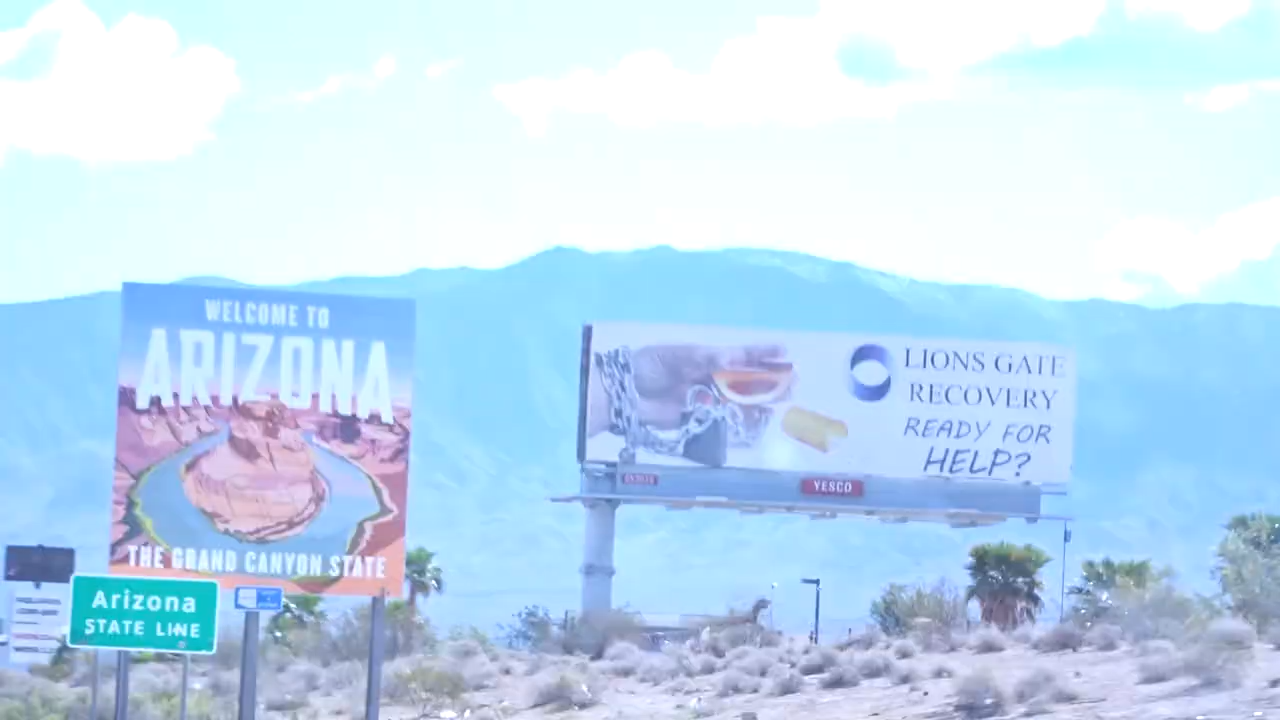 WELCOME TO
ARIZONA
THE GRAND CANYON STATE
Arizona
STATE LINE
LIONS GATE
RECOVERY
READY FOR
HELP?
YESCO